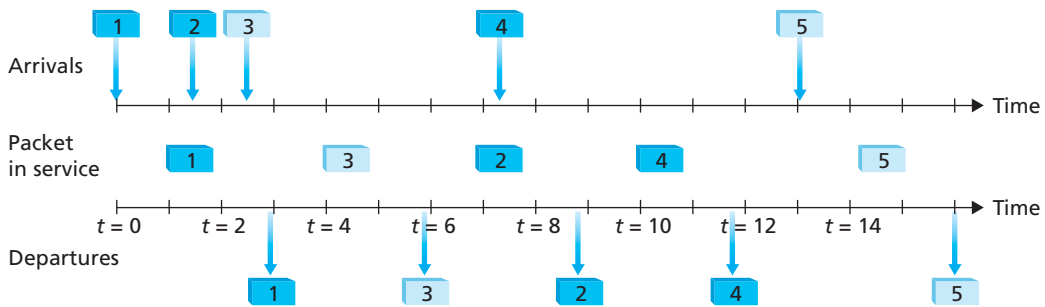 1 2 3 4 5
Arrivals
Time
Packet
in service
1 3 2 4 5
Time
t = 0 t = 2 t = 4 t = 6 t = 8 t = 10 t = 12 t = 14
Departures
1 3 2 4 5